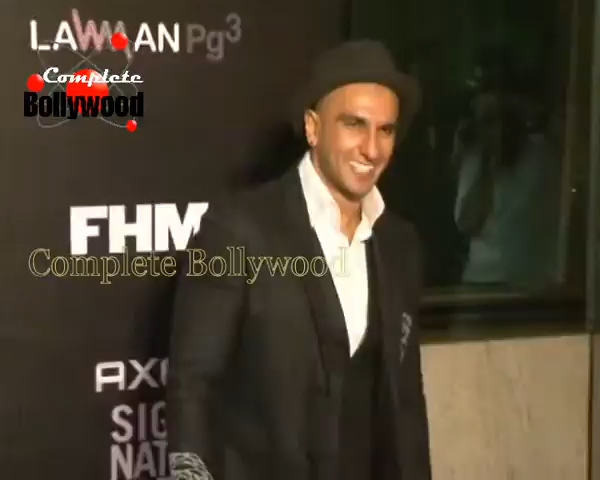 LAWMAN Pg3
Complete
Bollywood
FHM
Complete Bollywood
AX
SIG
NAT